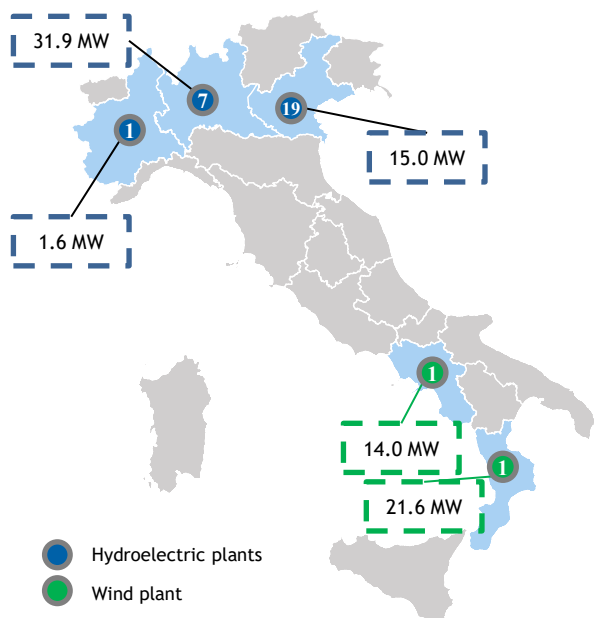 31.9 MW
7
19
1
15.0 MW
1.6 MW
1
14.0 MW
1
21.6 MW
Hydroelectric plants
Wind plant